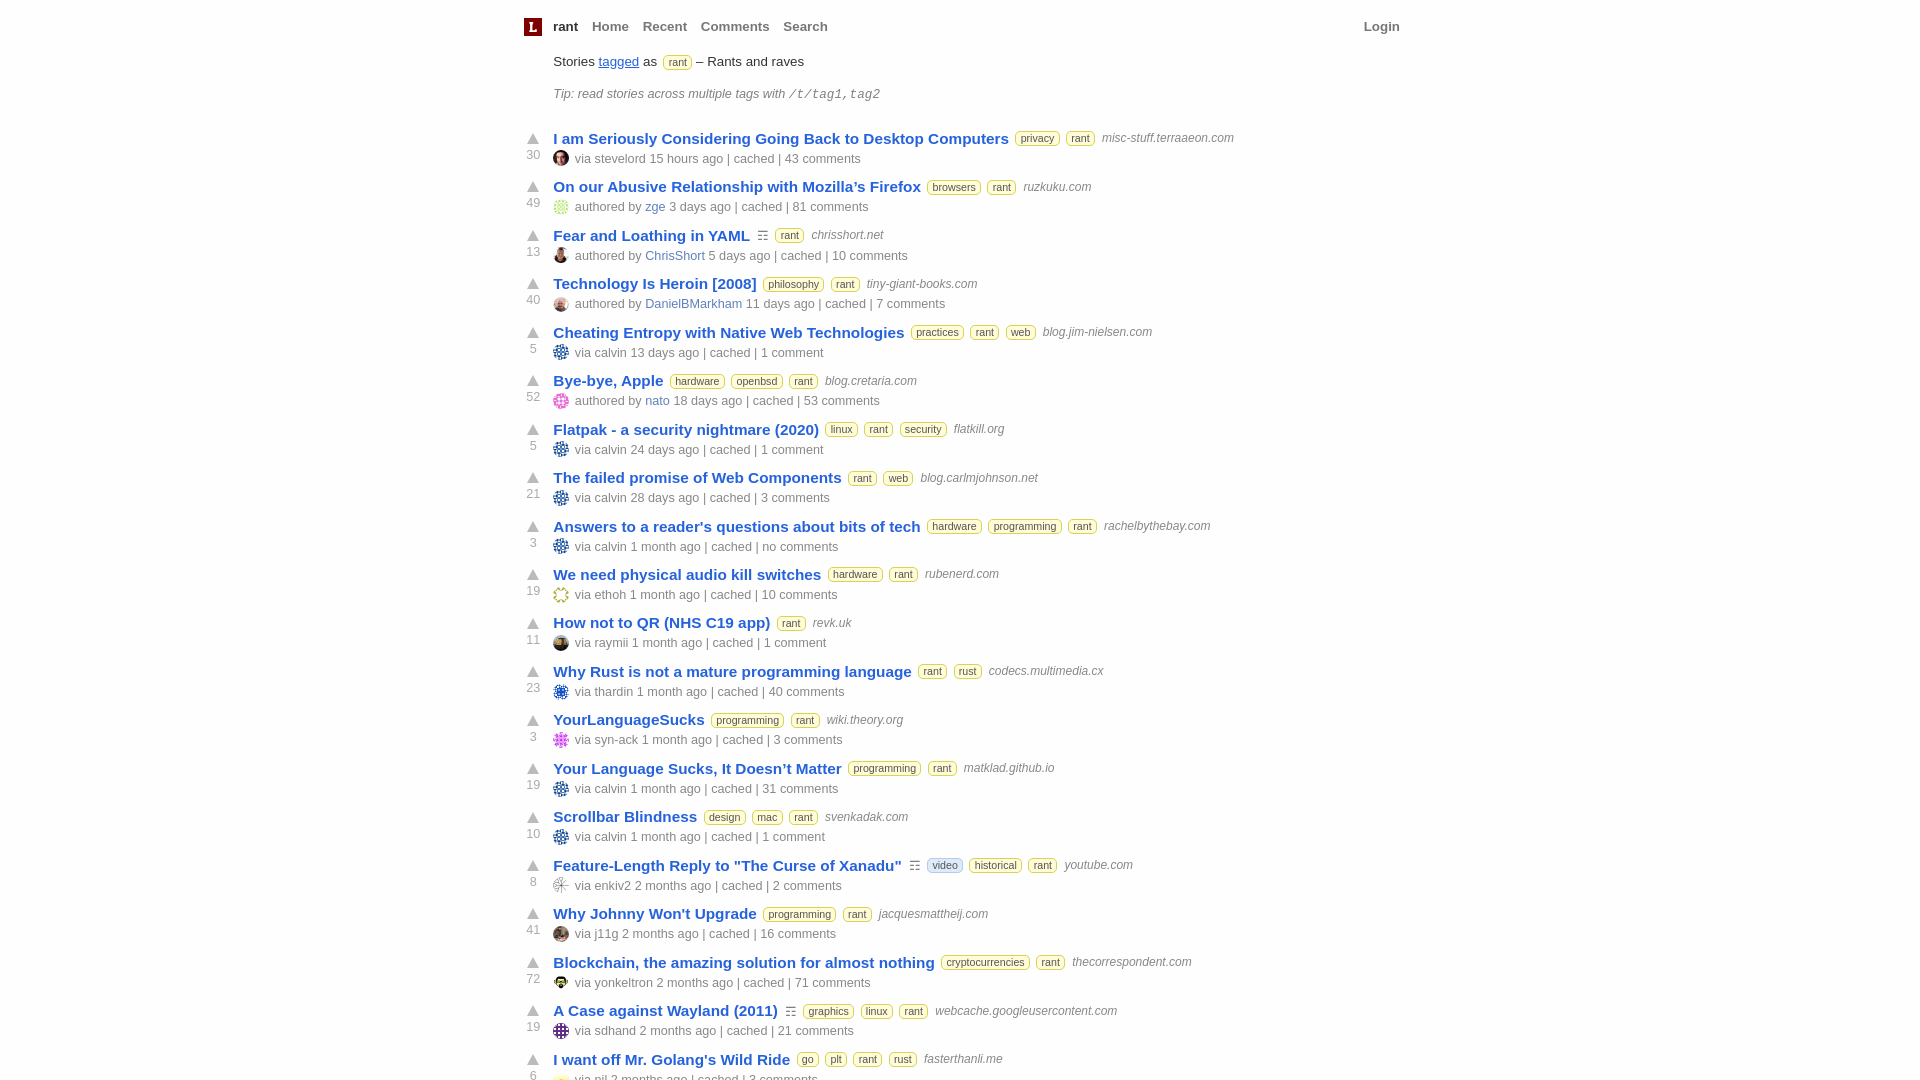 L rant Home Recent Comments Search Login
Stories tagged as rant – Rants and raves
Tip: read stories across multiple tags with /t/tag1,tag2
I am Seriously Considering Going Back to Desktop Computers privacy rant misc-stuff.terraaeon.com
30 via stevelord 15 hours ago | cached | 43 comments
On our Abusive Relationship with Mozilla’s Firefox browsers rant ruzkuku.com
49 authored by zge 3 days ago | cached | 81 comments
Fear and Loathing in YAML ☶ rant chrisshort.net
13 authored by ChrisShort 5 days ago | cached | 10 comments
Technology Is Heroin [2008] philosophy rant tiny-giant-books.com
40 authored by DanielBMarkham 11 days ago | cached | 7 comments
Cheating Entropy with Native Web Technologies practices rant web blog.jim-nielsen.com
5 via calvin 13 days ago | cached | 1 comment
Bye-bye, Apple hardware openbsd rant blog.cretaria.com
52 authored by nato 18 days ago | cached | 53 comments
Flatpak - a security nightmare (2020) linux rant security flatkill.org
5 via calvin 24 days ago | cached | 1 comment
The failed promise of Web Components rant web blog.carlmjohnson.net
21 via calvin 28 days ago | cached | 3 comments
Answers to a reader's questions about bits of tech hardware programming rant rachelbythebay.com
3 via calvin 1 month ago | cached | no comments
We need physical audio kill switches hardware rant rubenerd.com
19 via ethoh 1 month ago | cached | 10 comments
How not to QR (NHS C19 app) rant revk.uk
11 via raymii 1 month ago | cached | 1 comment
Why Rust is not a mature programming language rant rust codecs.multimedia.cx
23 via thardin 1 month ago | cached | 40 comments
YourLanguageSucks programming rant wiki.theory.org
3 via syn-ack 1 month ago | cached | 3 comments
Your Language Sucks, It Doesn’t Matter programming rant matklad.github.io
19 via calvin 1 month ago | cached | 31 comments
Scrollbar Blindness design mac rant svenkadak.com
10 via calvin 1 month ago | cached | 1 comment
Feature-Length Reply to "The Curse of Xanadu" ☶ video historical rant youtube.com
8 via enkiv2 2 months ago | cached | 2 comments
Why Johnny Won't Upgrade programming rant jacquesmattheij.com
41 via j11g 2 months ago | cached | 16 comments
Blockchain, the amazing solution for almost nothing cryptocurrencies rant thecorrespondent.com
72 via yonkeltron 2 months ago | cached | 71 comments
A Case against Wayland (2011) ☶ graphics linux rant webcache.googleusercontent.com
19 via sdhand 2 months ago | cached | 21 comments
I want off Mr. Golang's Wild Ride go plt rant rust fasterthanli.me
6 via nil 2 months ago | cached | 3 comments